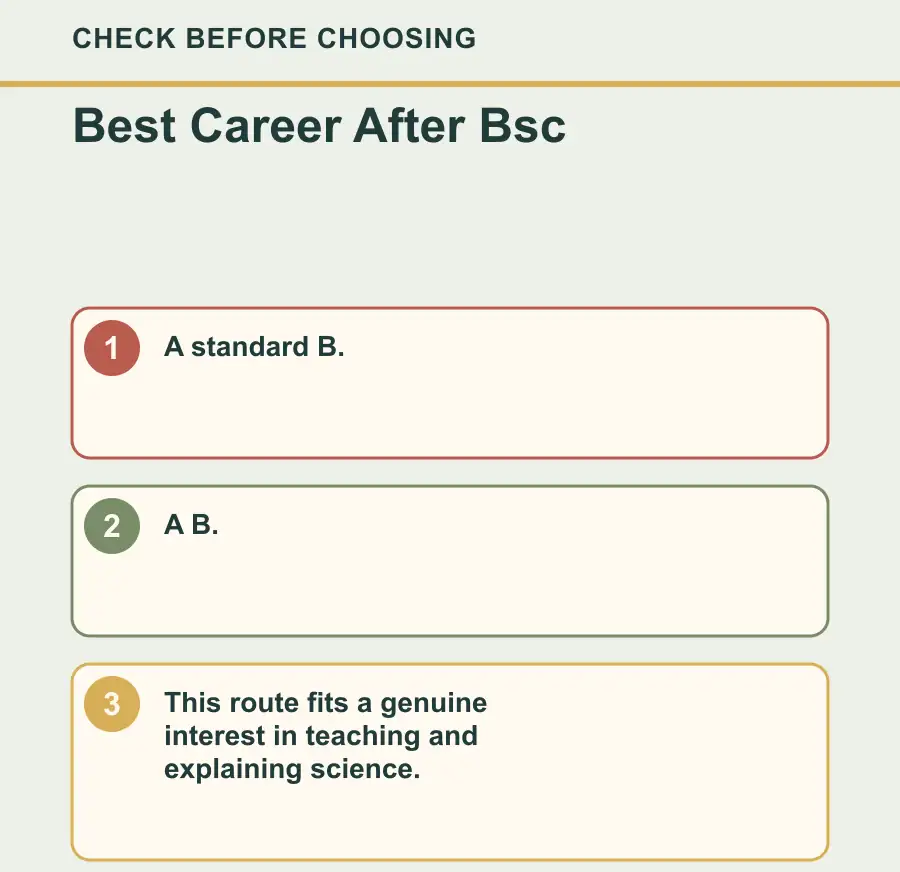 CHECK BEFORE CHOOSING
Best Career After Bsc
1
A standard B.
2
A B.
3
This route fits a genuine
interest in teaching and
explaining science.